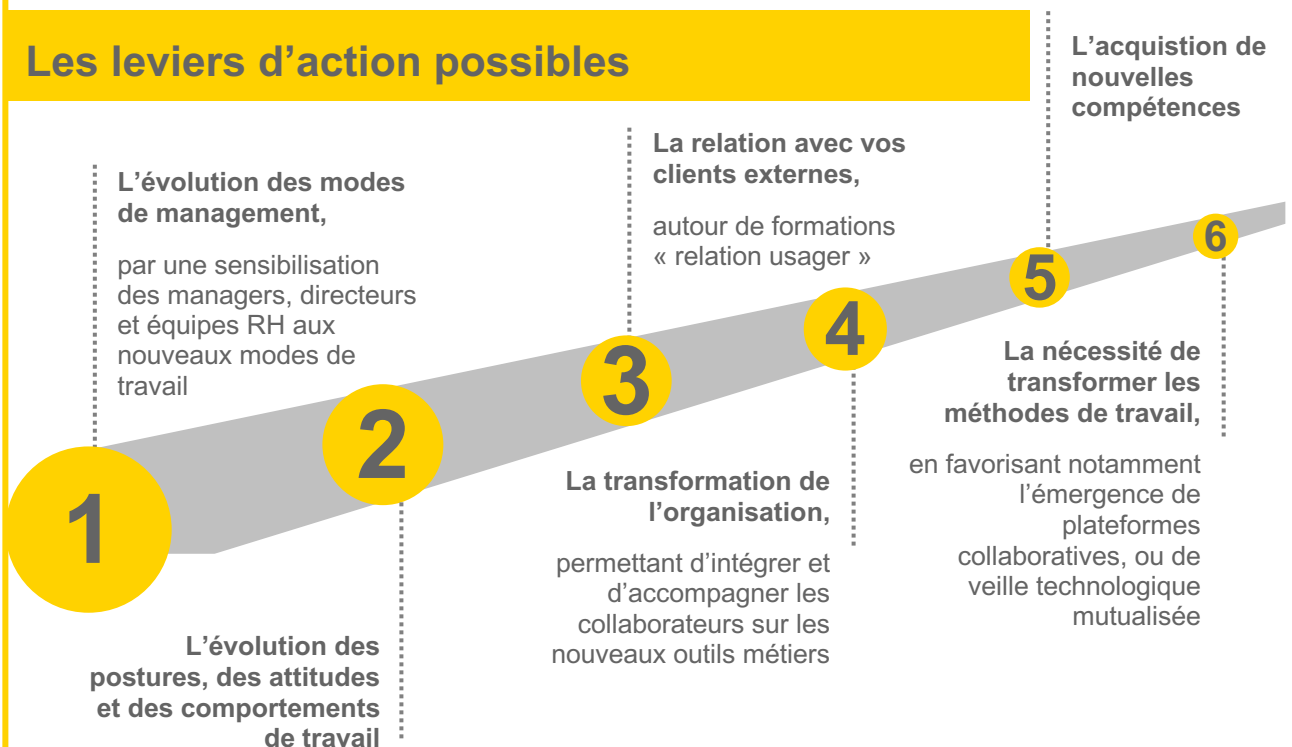 Les leviers d’action possibles
1
L’évolution des modes
de management,
par une sensibilisation
des managers, directeurs
et équipes RH aux
nouveaux modes de
travail
2
L’évolution des
postures, des attitudes
et des comportements
de travail
3
La relation avec vos
clients externes,
autour de formations
« relation usager »
4
La transformation de
l’organisation,
permettant d’intégrer et
d’accompagner les
collaborateurs sur les
nouveaux outils métiers
5
L’acquistion de
nouvelles
compétences
6
La nécessité de
transformer les
méthodes de travail,
en favorisant notamment
l’émergence de
plateformes
collaboratives, ou de
veille technologique
mutualisée